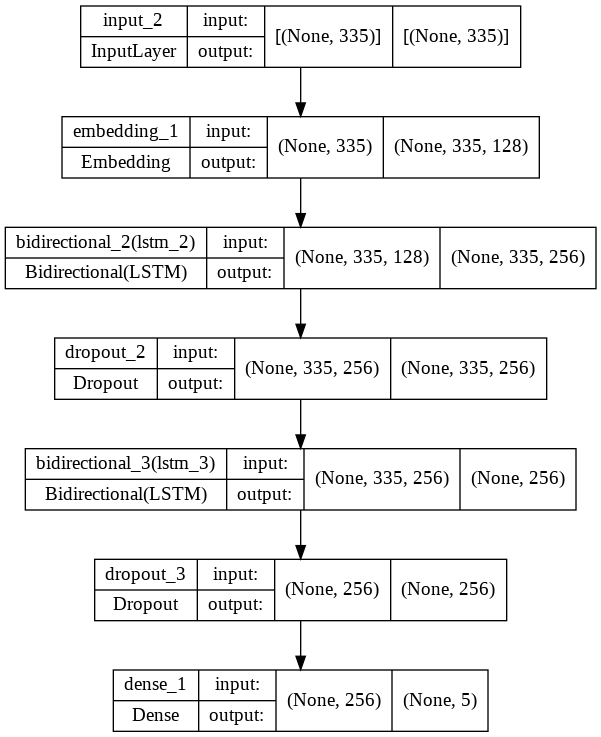 input_2 input: [(None, 335)] [(None, 335)]
InputLayer output:
embedding_1 input: (None, 335) (None, 335, 128)
Embedding output:
bidirectional_2(lstm_2) input: (None, 335, 128) (None, 335, 256)
Bidirectional(LSTM) output:
dropout_2 input: (None, 335, 256) (None, 335, 256)
Dropout output:
bidirectional_3(lstm_3) input: (None, 335, 256) (None, 256)
Bidirectional(LSTM) output:
dropout_3 input: (None, 256) (None, 256)
Dropout output:
dense_1 input: (None, 256) (None, 5)
Dense output: